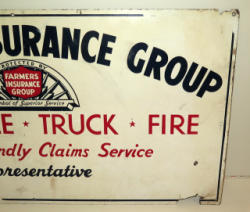 SURANCE GROUP
PROTECTED BY
FARMERS
INSURANCE
GROUP
Symbol of Superior Service
E ★ TRUCK ★ FIRE
ndly Claims Service
presentative